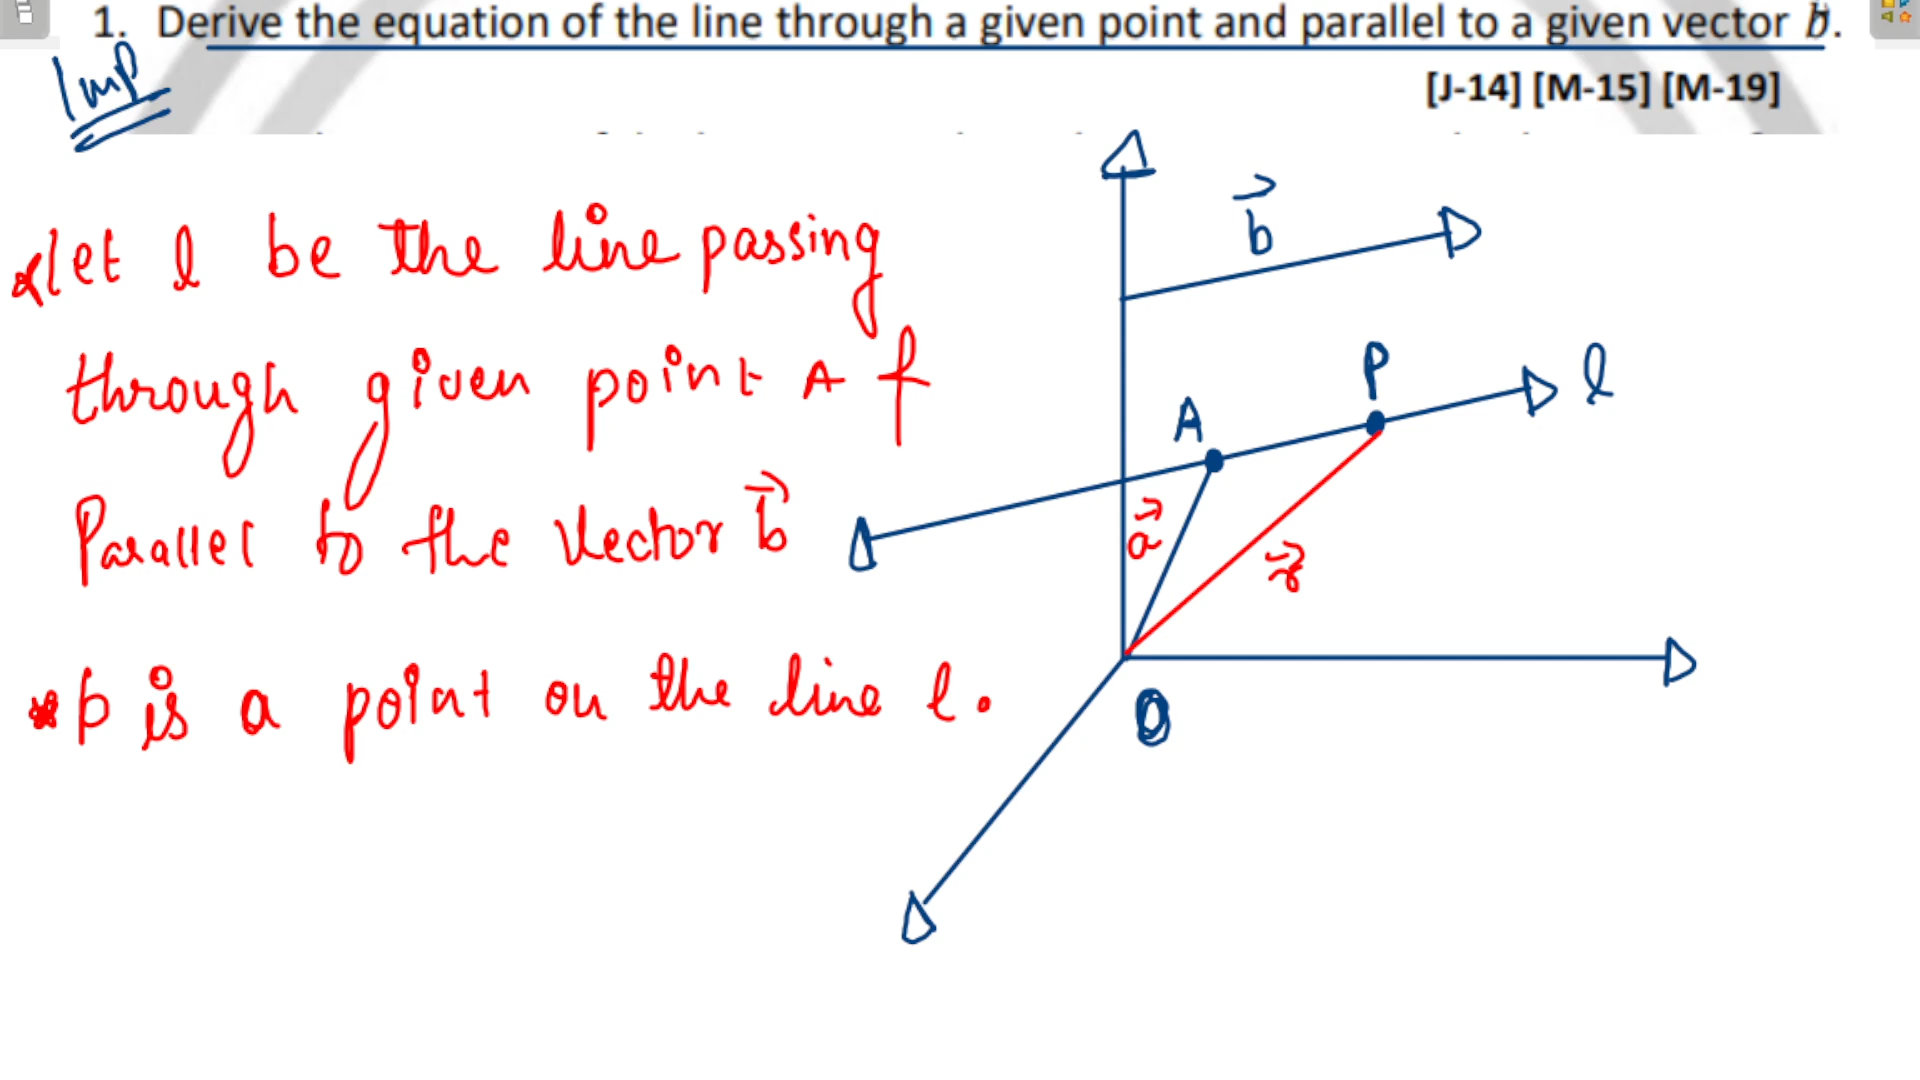 1. Derive the equation of the line through a given point and parallel to a given vector b⃗.
[J-14] [M-15] [M-19]
Imp
* let l be the line passing
through given point A &
Parallel to the vector b⃗
* p is a point on the line l.
b⃗
P
l
A
a⃗
r⃗
O